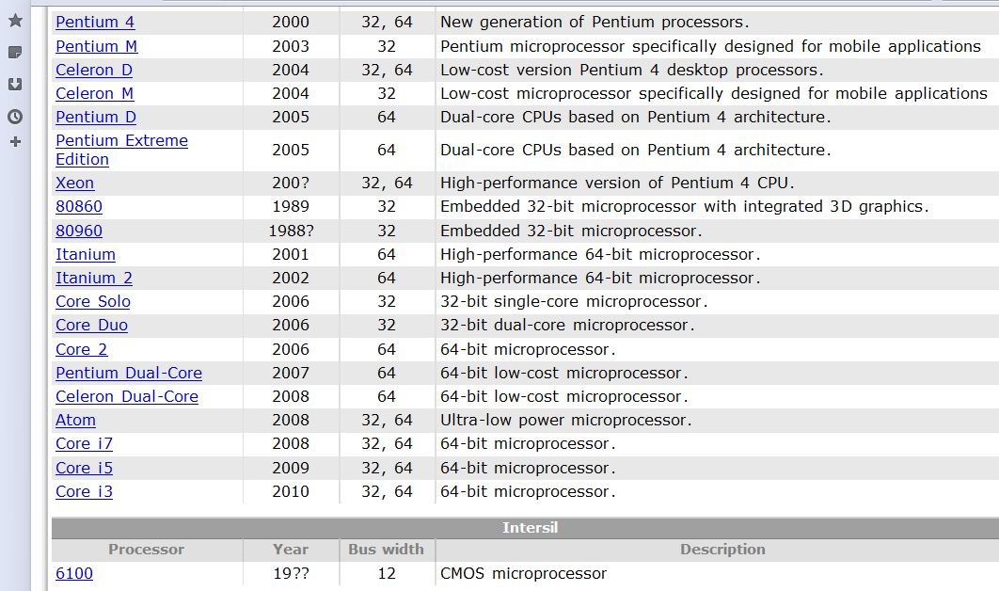 Pentium 4 2000 32, 64 New generation of Pentium processors.
Pentium M 2003 32 Pentium microprocessor specifically designed for mobile applications
Celeron D 2004 32, 64 Low-cost version Pentium 4 desktop processors.
Celeron M 2004 32 Low-cost microprocessor specifically designed for mobile applications
Pentium D 2005 64 Dual-core CPUs based on Pentium 4 architecture.
Pentium Extreme
Edition 2005 64 Dual-core CPUs based on Pentium 4 architecture.
Xeon 200? 32, 64 High-performance version of Pentium 4 CPU.
80860 1989 32 Embedded 32-bit microprocessor with integrated 3D graphics.
80960 1988? 32 Embedded 32-bit microprocessor.
Itanium 2001 64 High-performance 64-bit microprocessor.
Itanium 2 2002 64 High-performance 64-bit microprocessor.
Core Solo 2006 32 32-bit single-core microprocessor.
Core Duo 2006 32 32-bit dual-core microprocessor.
Core 2 2006 64 64-bit microprocessor.
Pentium Dual-Core 2007 64 64-bit low-cost microprocessor.
Celeron Dual-Core 2008 64 64-bit low-cost microprocessor.
Atom 2008 32, 64 Ultra-low power microprocessor.
Core i7 2008 32, 64 64-bit microprocessor.
Core i5 2009 32, 64 64-bit microprocessor.
Core i3 2010 32, 64 64-bit microprocessor.
Intersil
Processor Year Bus width Description
6100 19?? 12 CMOS microprocessor